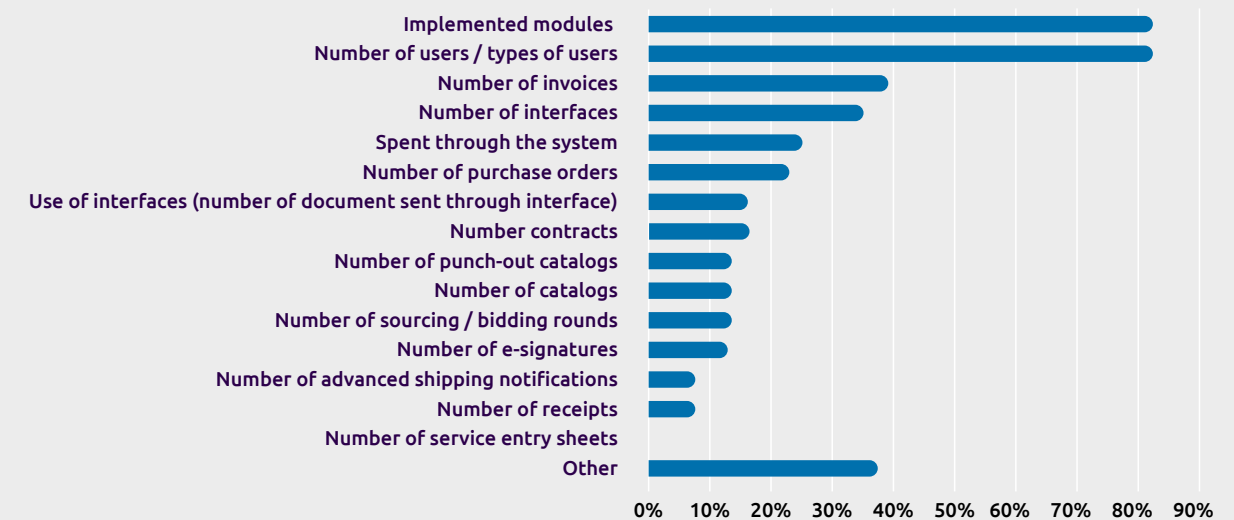 Implemented modules
Number of users / types of users
Number of invoices
Number of interfaces
Spent through the system
Number of purchase orders
Use of interfaces (number of document sent through interface)
Number contracts
Number of punch-out catalogs
Number of catalogs
Number of sourcing / bidding rounds
Number of e-signatures
Number of advanced shipping notifications
Number of receipts
Number of service entry sheets
Other
0% 10% 20% 30% 40% 50% 60% 70% 80% 90%